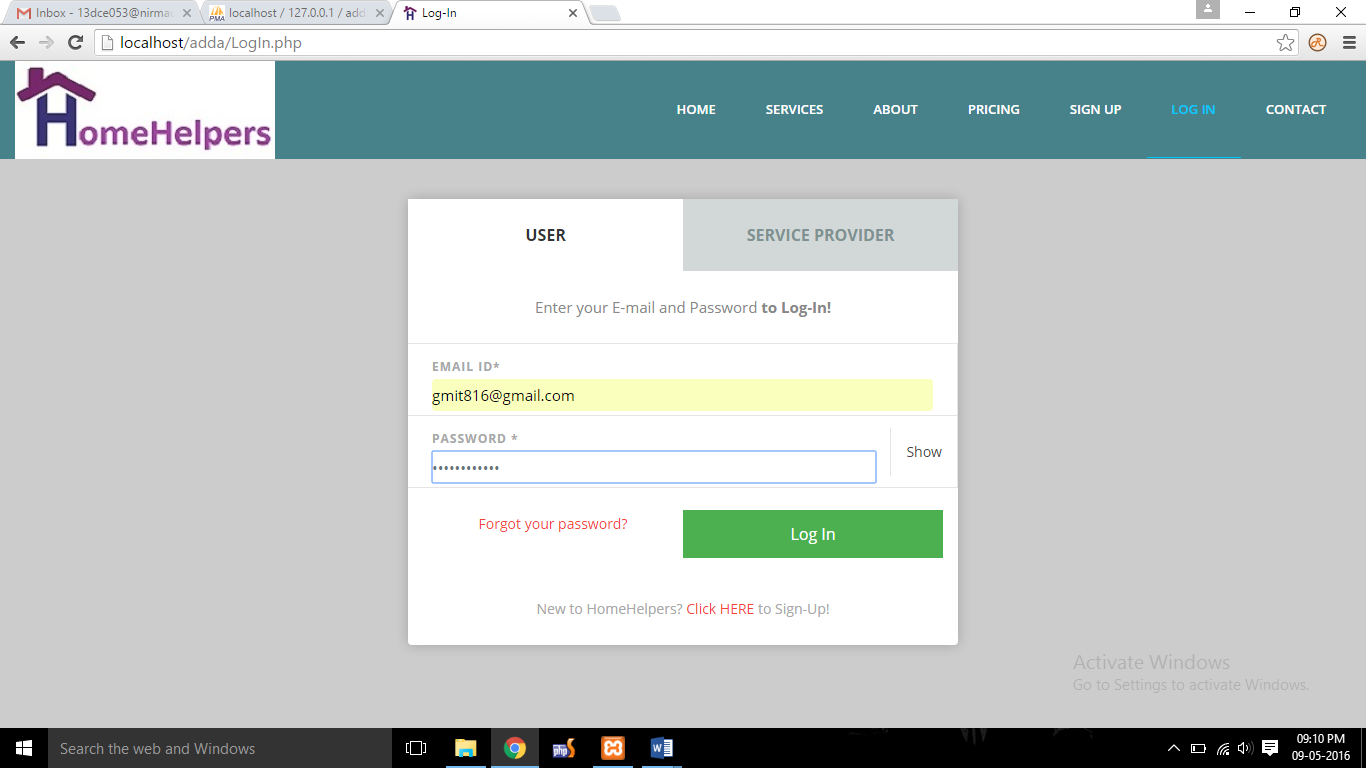 Inbox - 13dce053@nirmau
localhost / 127.0.0.1 / add
Log-In
localhost/adda/LogIn.php
HomeHelpers
HOME
SERVICES
ABOUT
PRICING
SIGN UP
LOG IN
CONTACT
USER
SERVICE PROVIDER
Enter your E-mail and Password to Log-In!
EMAIL ID*
gmit816@gmail.com
PASSWORD *
••••••••••••
Show
Forgot your password?
Log In
New to HomeHelpers? Click HERE to Sign-Up!
Activate Windows
Go to Settings to activate Windows.
Search the web and Windows
09:10 PM
09-05-2016